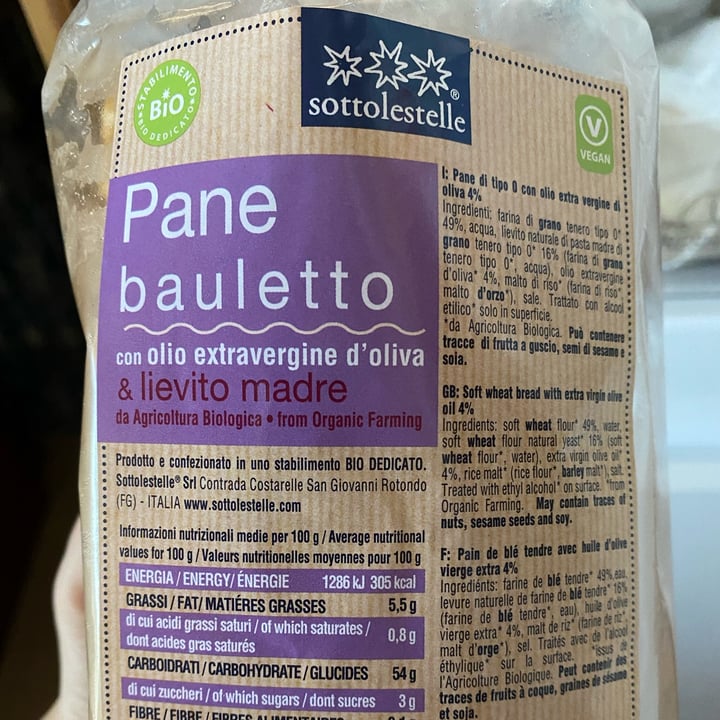 STABILIMENTO
BIO
BIO DEDICATO
sottolestelle®
V
VEGAN
Pane
bauletto
con olio extravergine d'oliva
& lievito madre
da Agricoltura Biologica • from Organic Farming
Prodotto e confezionato in uno stabilimento BIO DEDICATO.
Sottolestelle® Srl Contrada Costarelle San Giovanni Rotondo
(FG) - ITALIA www.sottolestelle.com
Informazioni nutrizionali medie per 100 g / Average nutritional
values for 100 g / Valeurs nutritionelles moyennes pour 100 g
ENERGIA / ENERGY/ ÉNERGIE 1286 kJ 305 kcal
GRASSI / FAT/ MATIÉRES GRASSES 5,5 g
di cui acidi grassi saturi / of which saturates /
dont acides gras saturés 0,8 g
CARBOIDRATI / CARBOHYDRATE / GLUCIDES 54 g
di cui zuccheri / of which sugars / dont sucres 3 g
FIBRE / FIBRE / FIBRES ALIMENTAIRES
I: Pane di tipo 0 con olio extra vergine di
oliva 4%
Ingredienti: farina di grano tenero tipo 0*
49%, acqua, lievito naturale di pasta madre di
grano tenero tipo 0* 16% (farina di grano
tenero tipo 0*, acqua), olio extravergine
d'oliva* 4%, malto di riso* (farina di riso*,
malto d'orzo*), sale. Trattato con alcool
etilico* solo in superficie.
*da Agricoltura Biologica. Può contenere
tracce di frutta a guscio, semi di sesamo e
soia.
GB: Soft wheat bread with extra virgin olive
oil 4%
Ingredients: soft wheat flour* 49%, water,
soft wheat flour natural yeast* 16% (soft
wheat flour*, water), extra virgin olive oil*
4%, rice malt* (rice flour*, barley malt*), salt.
Treated with ethyl alcohol* on surface. *from
Organic Farming. May contain traces of
nuts, sesame seeds and soy.
F: Pain de blé tendre avec huile d'olive
vierge extra 4%
Ingrediénts: farine de blé tendre* 49%,eau,
levure naturelle de farine de blé tendre* 16%
(farine de blé tendre*, eau), huile d'olive
vierge extra* 4%, malt de riz* (farine de riz*,
malt d'orge*), sel. Traités avec de l'alcool
éthylique* sur la surface. *issus de
l'Agricolture Biologique. Peut contenir des
traces de fruits à coque, graines de sésame
et soja.